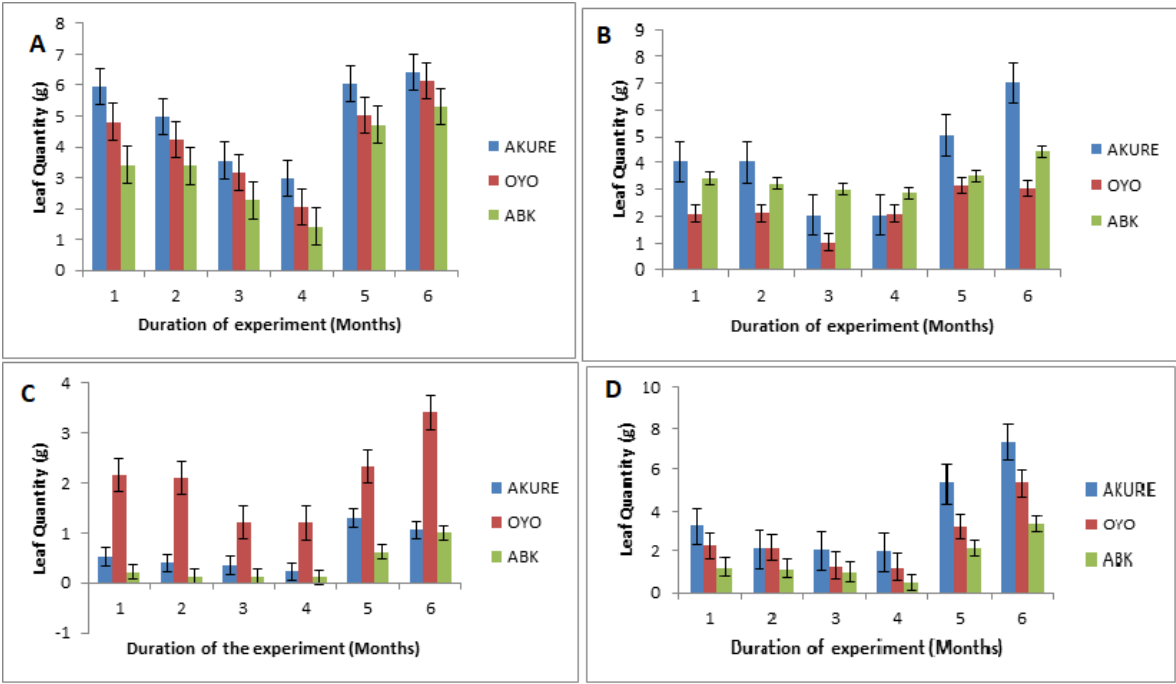 A
Leaf Quantity (g)
8
7
6
5
4
3
2
1
0
1 2 3 4 5 6
Duration of experiment (Months)
AKURE
OYO
ABK
B
Leaf Quantity (g)
9
8
7
6
5
4
3
2
1
0
1 2 3 4 5 6
Duration of experiment (Months)
AKURE
OYO
ABK
C
Leaf Quantity (g)
4
3
2
1
0
-1
1 2 3 4 5 6
Duration of the experiment (Months)
AKURE
OYO
ABK
D
Leaf Quantity (g)
10
8
6
4
2
0
1 2 3 4 5 6
Duration of experiment (Months)
AKURE
OYO
ABK